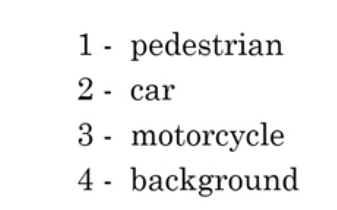 1 - pedestrian
2 - car
3 - motorcycle
4 - background